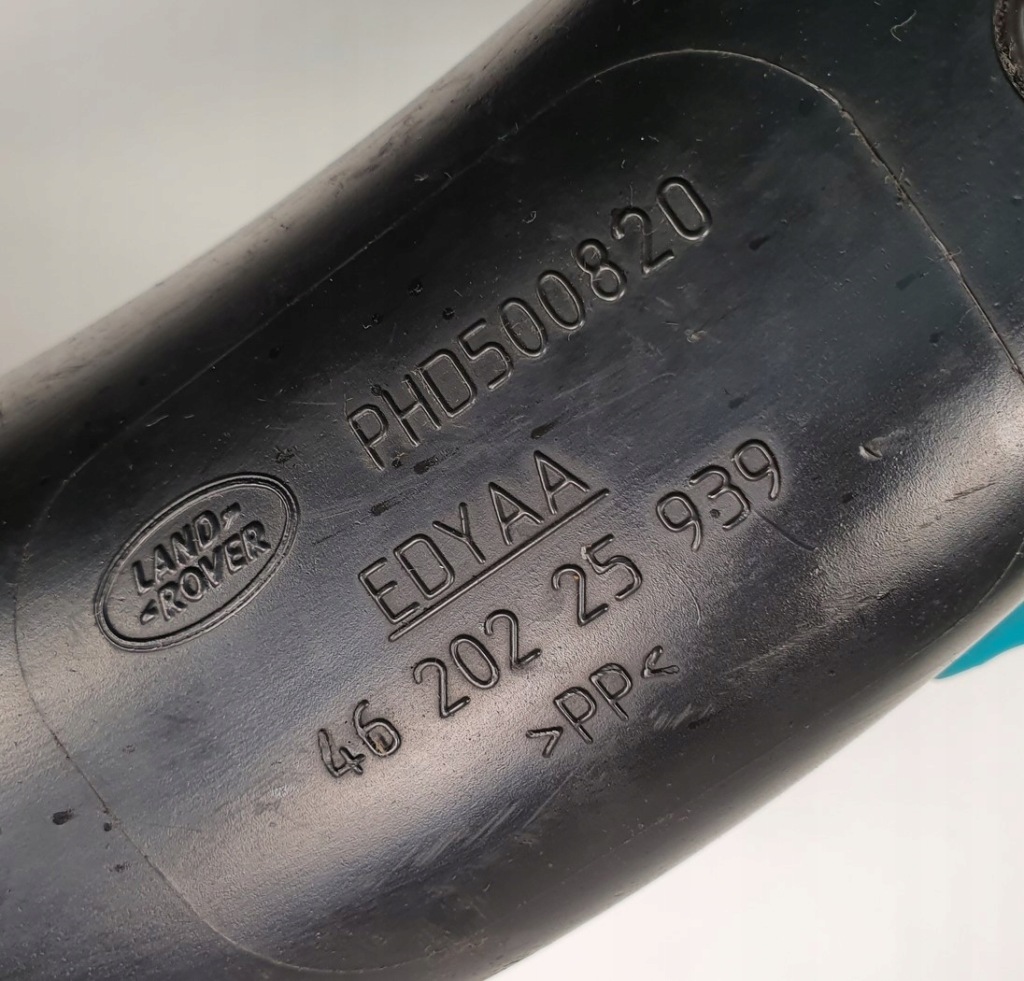 PHD500820
LAND-
<ROVER
EDYAA
46 202 25 939
>PP<